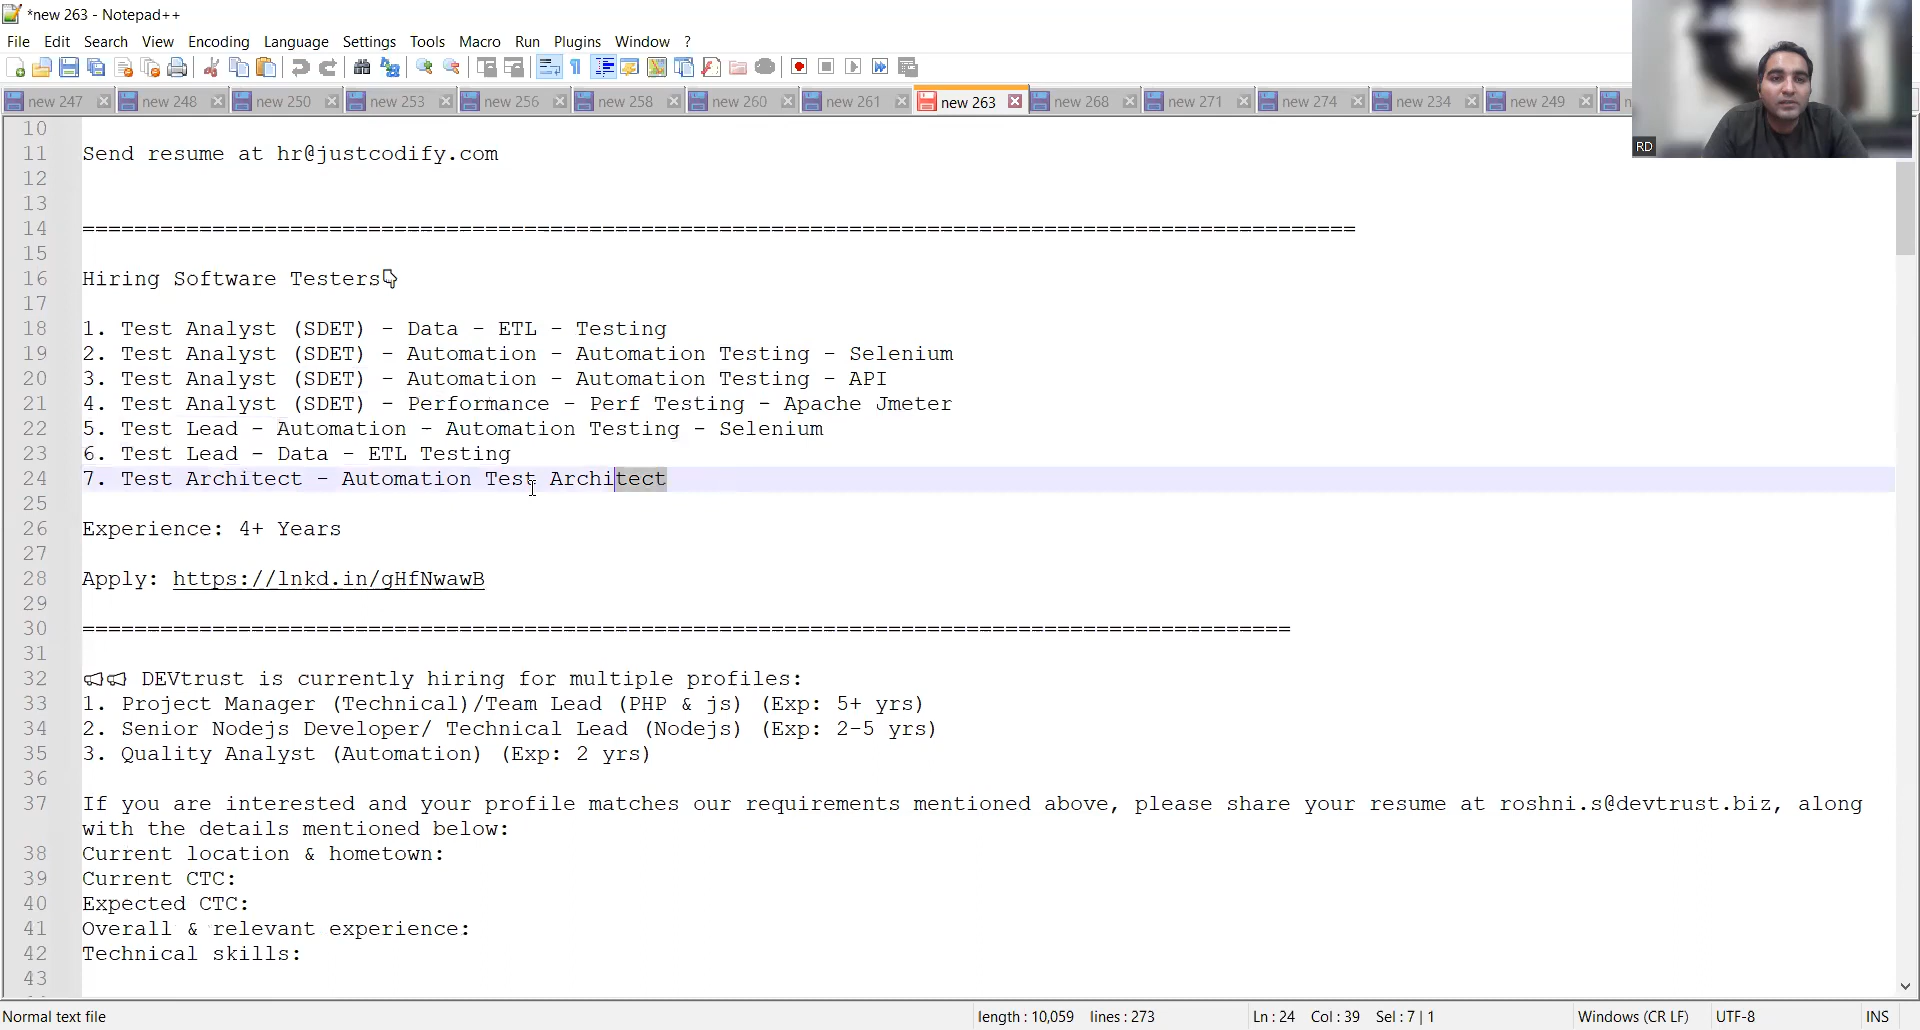 *new 263 - Notepad++
File Edit Search View Encoding Language Settings Tools Macro Run Plugins Window ?
new 247 new 248 new 250 new 253 new 256 new 258 new 260 new 261 new 263 new 268 new 271 new 274 new 234 new 249
RD
10
11 Send resume at hr@justcodify.com
12
13
14 ==================================================================================================
15
16 Hiring Software Testers👇
17
18 1. Test Analyst (SDET) - Data - ETL - Testing
19 2. Test Analyst (SDET) - Automation - Automation Testing - Selenium
20 3. Test Analyst (SDET) - Automation - Automation Testing - API
21 4. Test Analyst (SDET) - Performance - Perf Testing - Apache Jmeter
22 5. Test Lead - Automation - Automation Testing - Selenium
23 6. Test Lead - Data - ETL Testing
24 7. Test Architect - Automation Test Architect
25
26 Experience: 4+ Years
27
28 Apply: https://lnkd.in/gHfNwawB
29
30 =============================================================================================
31
32 📢📢 DEVtrust is currently hiring for multiple profiles:
33 1. Project Manager (Technical)/Team Lead (PHP & js) (Exp: 5+ yrs)
34 2. Senior Nodejs Developer/ Technical Lead (Nodejs) (Exp: 2-5 yrs)
35 3. Quality Analyst (Automation) (Exp: 2 yrs)
36
37 If you are interested and your profile matches our requirements mentioned above, please share your resume at roshni.s@devtrust.biz, along
with the details mentioned below:
38 Current location & hometown:
39 Current CTC:
40 Expected CTC:
41 Overall & relevant experience:
42 Technical skills:
43
Normal text file length : 10,059 lines : 273 Ln : 24 Col : 39 Sel : 7 | 1 Windows (CR LF) UTF-8 INS